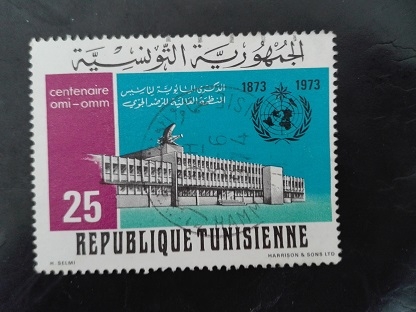 الجمهورية التونسية
centenaire
omi-omm
الذكرى المائوية لتأسيس
المنظمة العالمية للرصد الجوي
1873 1973
25
REPUBLIQUE TUNISIENNE
H. SELMI
HARRISON & SONS LTD